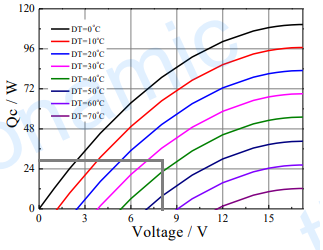 120
96
72
48
24
0
Qc / W
DT=0°C
DT=10°C
DT=20°C
DT=30°C
DT=40°C
DT=50°C
DT=60°C
DT=70°C
0 3 6 9 12 15
Voltage / V